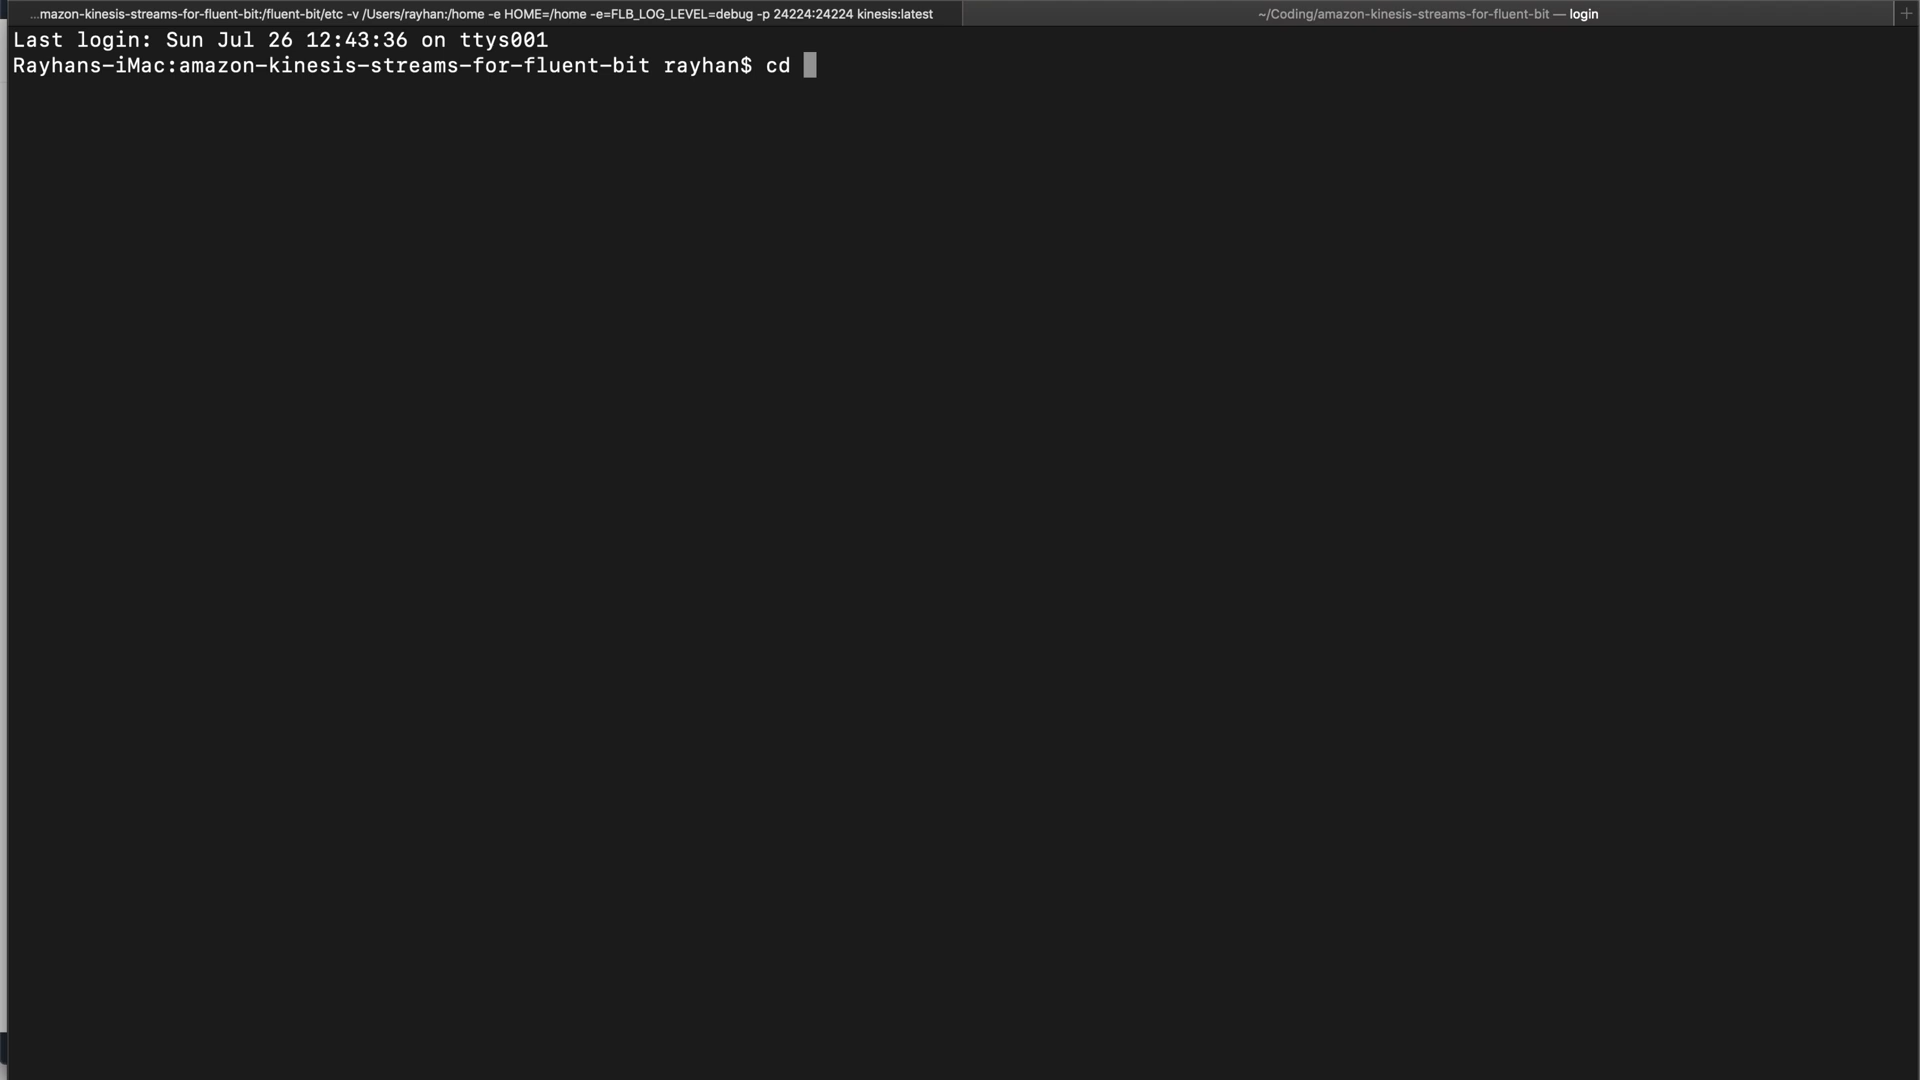 ...mazon-kinesis-streams-for-fluent-bit:/fluent-bit/etc -v /Users/rayhan:/home -e HOME=/home -e=FLB_LOG_LEVEL=debug -p 24224:24224 kinesis:latest
~/Coding/amazon-kinesis-streams-for-fluent-bit — login
+
Last login: Sun Jul 26 12:43:36 on ttys001
Rayhans-iMac:amazon-kinesis-streams-for-fluent-bit rayhan$ cd